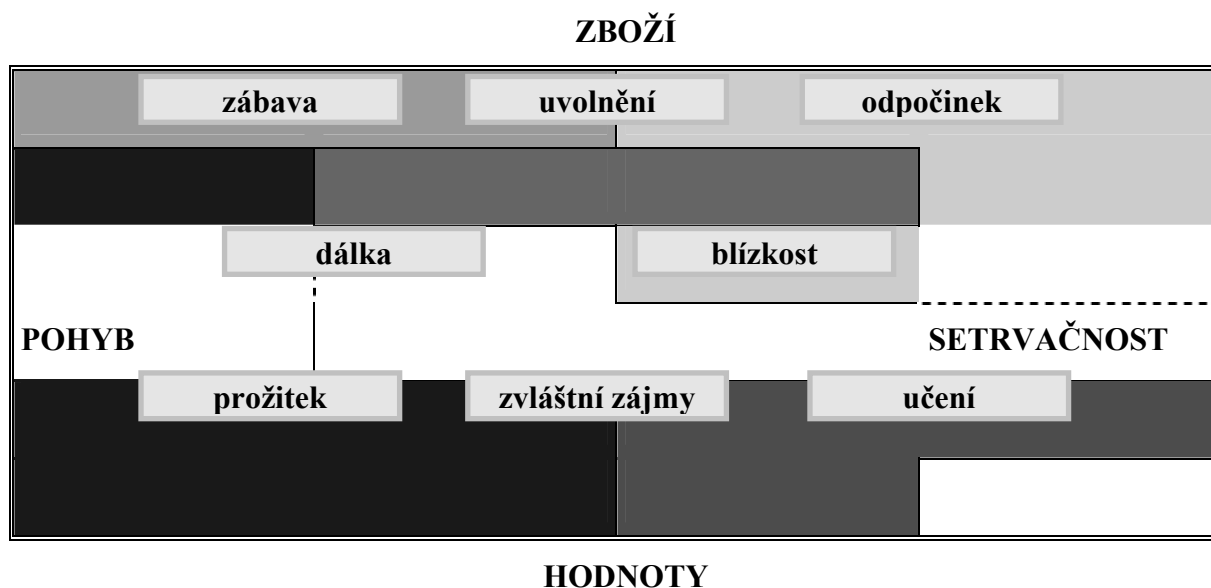 ZBOŽÍ
zábava uvolnění odpočinek
dálka blízkost
POHYB SETRVAČNOST
prožitek zvláštní zájmy učení
HODNOTY